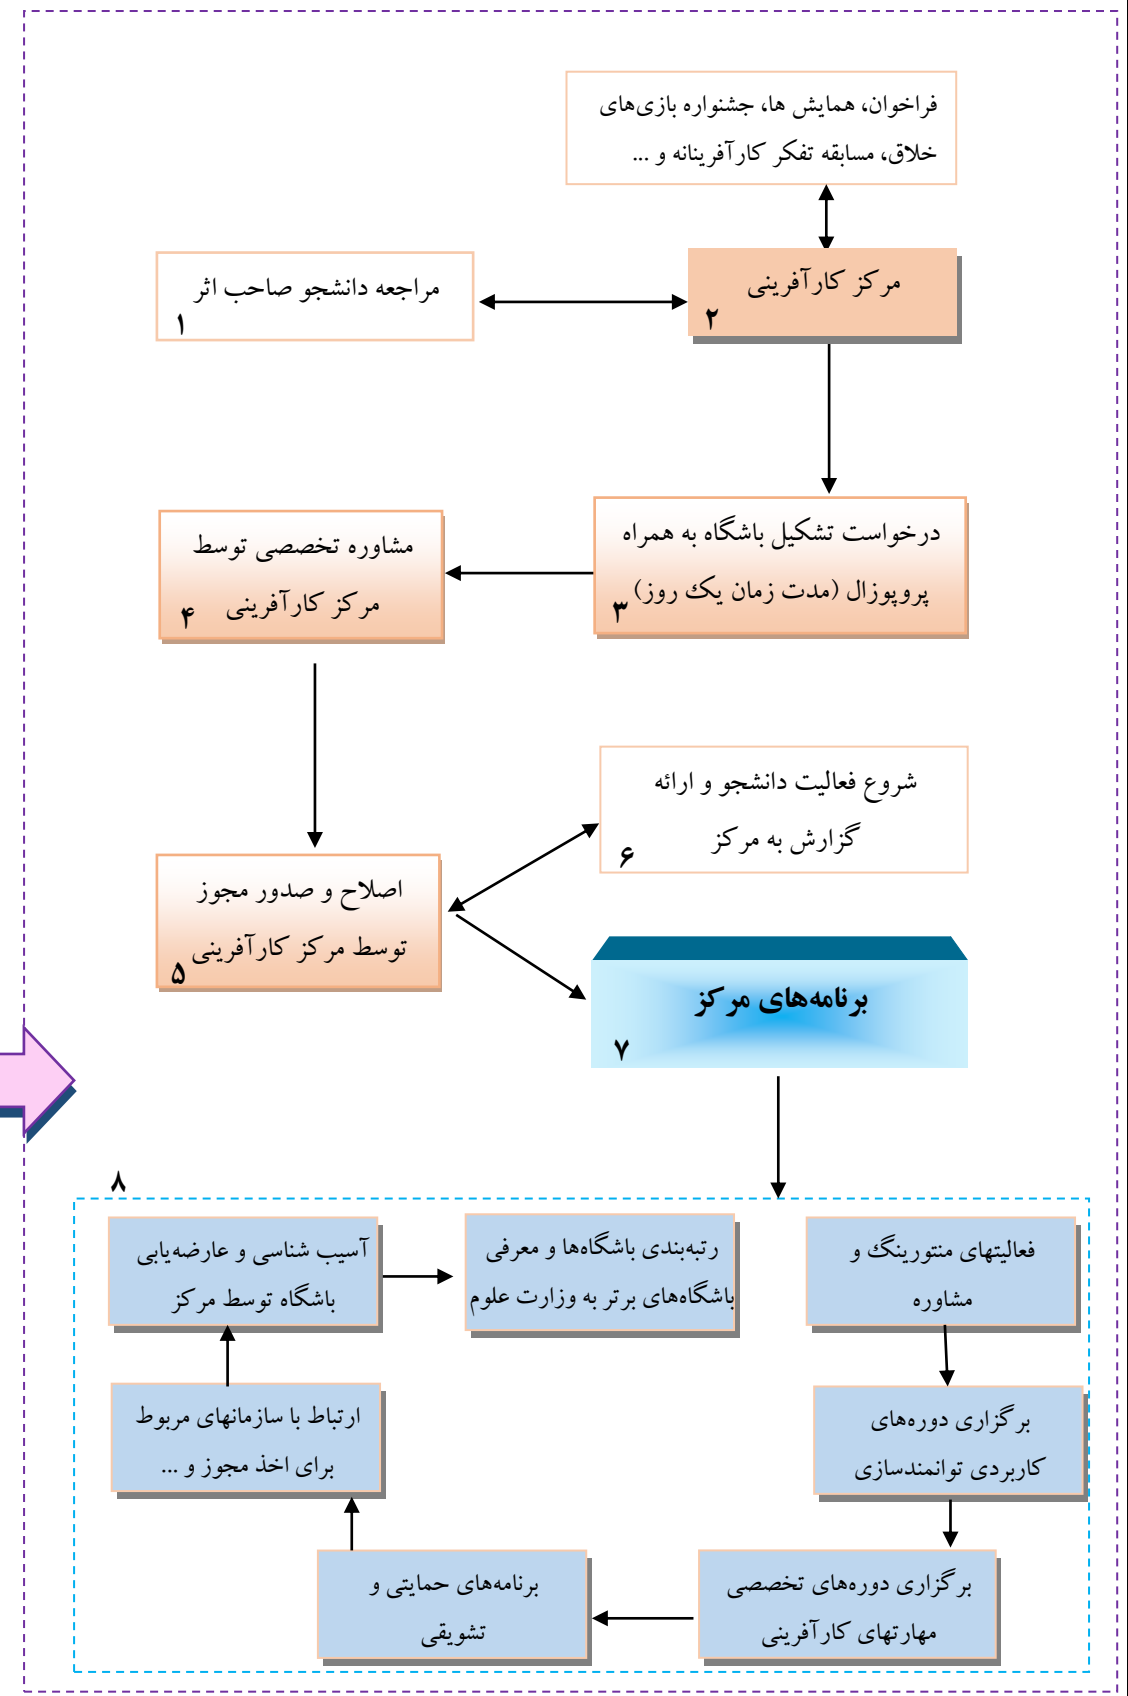 فراخوان، همایش ها، جشنواره بازی‌های
خلاق، مسابقه تفکر کارآفرینانه و ...
مرکز کارآفرینی
۲
مراجعه دانشجو صاحب اثر
۱
درخواست تشکیل باشگاه به همراه
پروپوزال (مدت زمان یک روز)
۳
مشاوره تخصصی توسط
مرکز کارآفرینی
۴
اصلاح و صدور مجوز
توسط مرکز کارآفرینی
۵
شروع فعالیت دانشجو و ارائه
گزارش به مرکز
۶
برنامه‌های مرکز
۷
۸
فعالیتهای منتورینگ و
مشاوره
برگزاری دوره‌های
کاربردی توانمندسازی
برگزاری دوره‌های تخصصی
مهارتهای کارآفرینی
برنامه‌های حمایتی و
تشویقی
ارتباط با سازمانهای مربوط
برای اخذ مجوز و ...
آسیب شناسی و عارضه‌یابی
باشگاه توسط مرکز
رتبه‌بندی باشگاه‌ها و معرفی
باشگاه‌های برتر به وزارت علوم